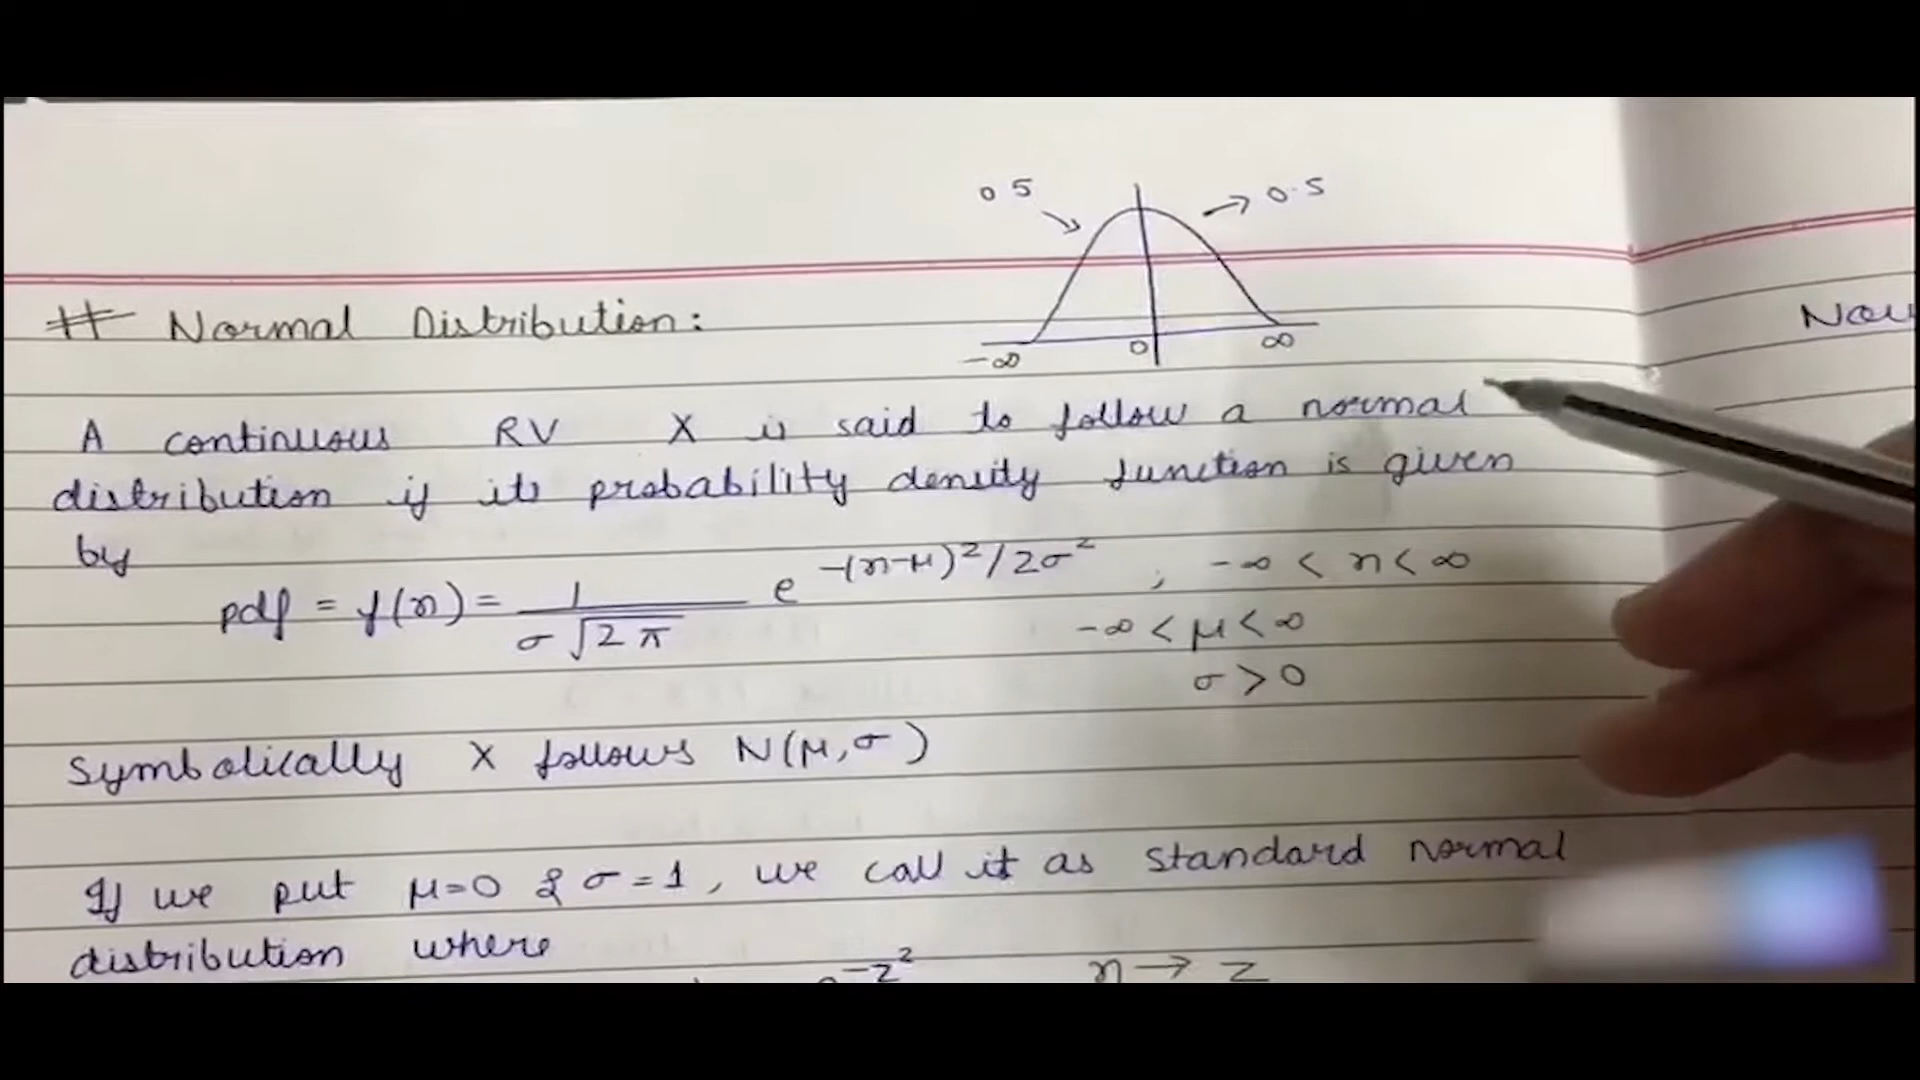 0 5
→ 0.5
-∞ 0 ∞
# Normal Distribution:
A continuous RV X is said to follow a normal
distribution if its probability density function is given
by
pdf = f(x) = 1/(σ√2π) e^-(x-μ)²/2σ² , -∞ < x < ∞
-∞ < μ < ∞
σ > 0
Symbolically X follows N(μ, σ)
If we put μ=0 & σ=1, we call it as standard normal
distribution where
x → z